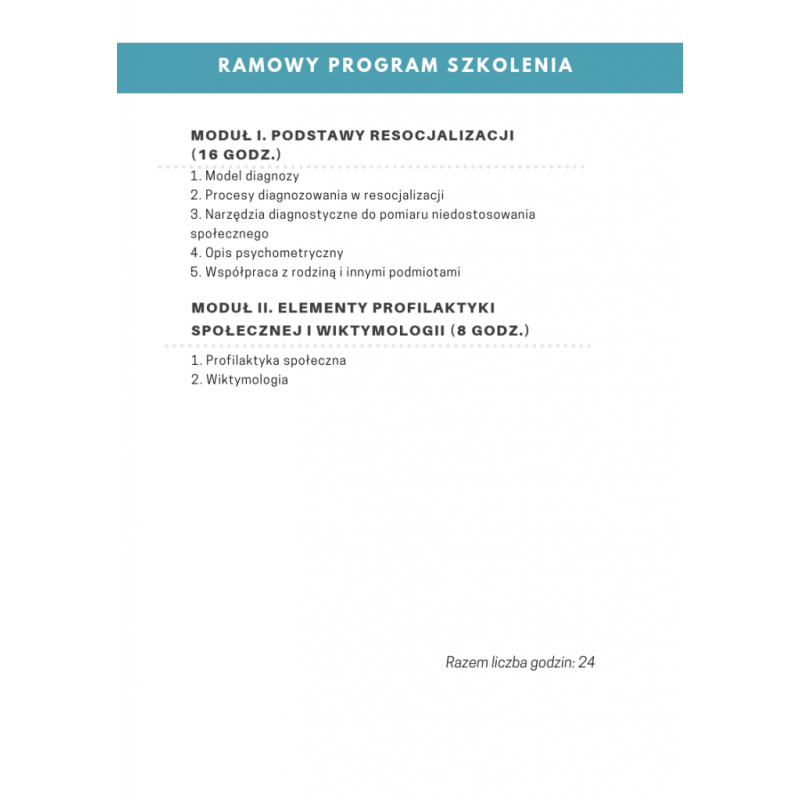 RAMOWY PROGRAM SZKOLENIA
MODUŁ I. PODSTAWY RESOCJALIZACJI
(16 GODZ.)
1. Model diagnozy
2. Procesy diagnozowania w resocjalizacji
3. Narzędzia diagnostyczne do pomiaru niedostosowania
społecznego
4. Opis psychometryczny
5. Współpraca z rodziną i innymi podmiotami
MODUŁ II. ELEMENTY PROFILAKTYKI
SPOŁECZNEJ I WIKTYMOLOGII (8 GODZ.)
1. Profilaktyka społeczna
2. Wiktymologia
Razem liczba godzin: 24